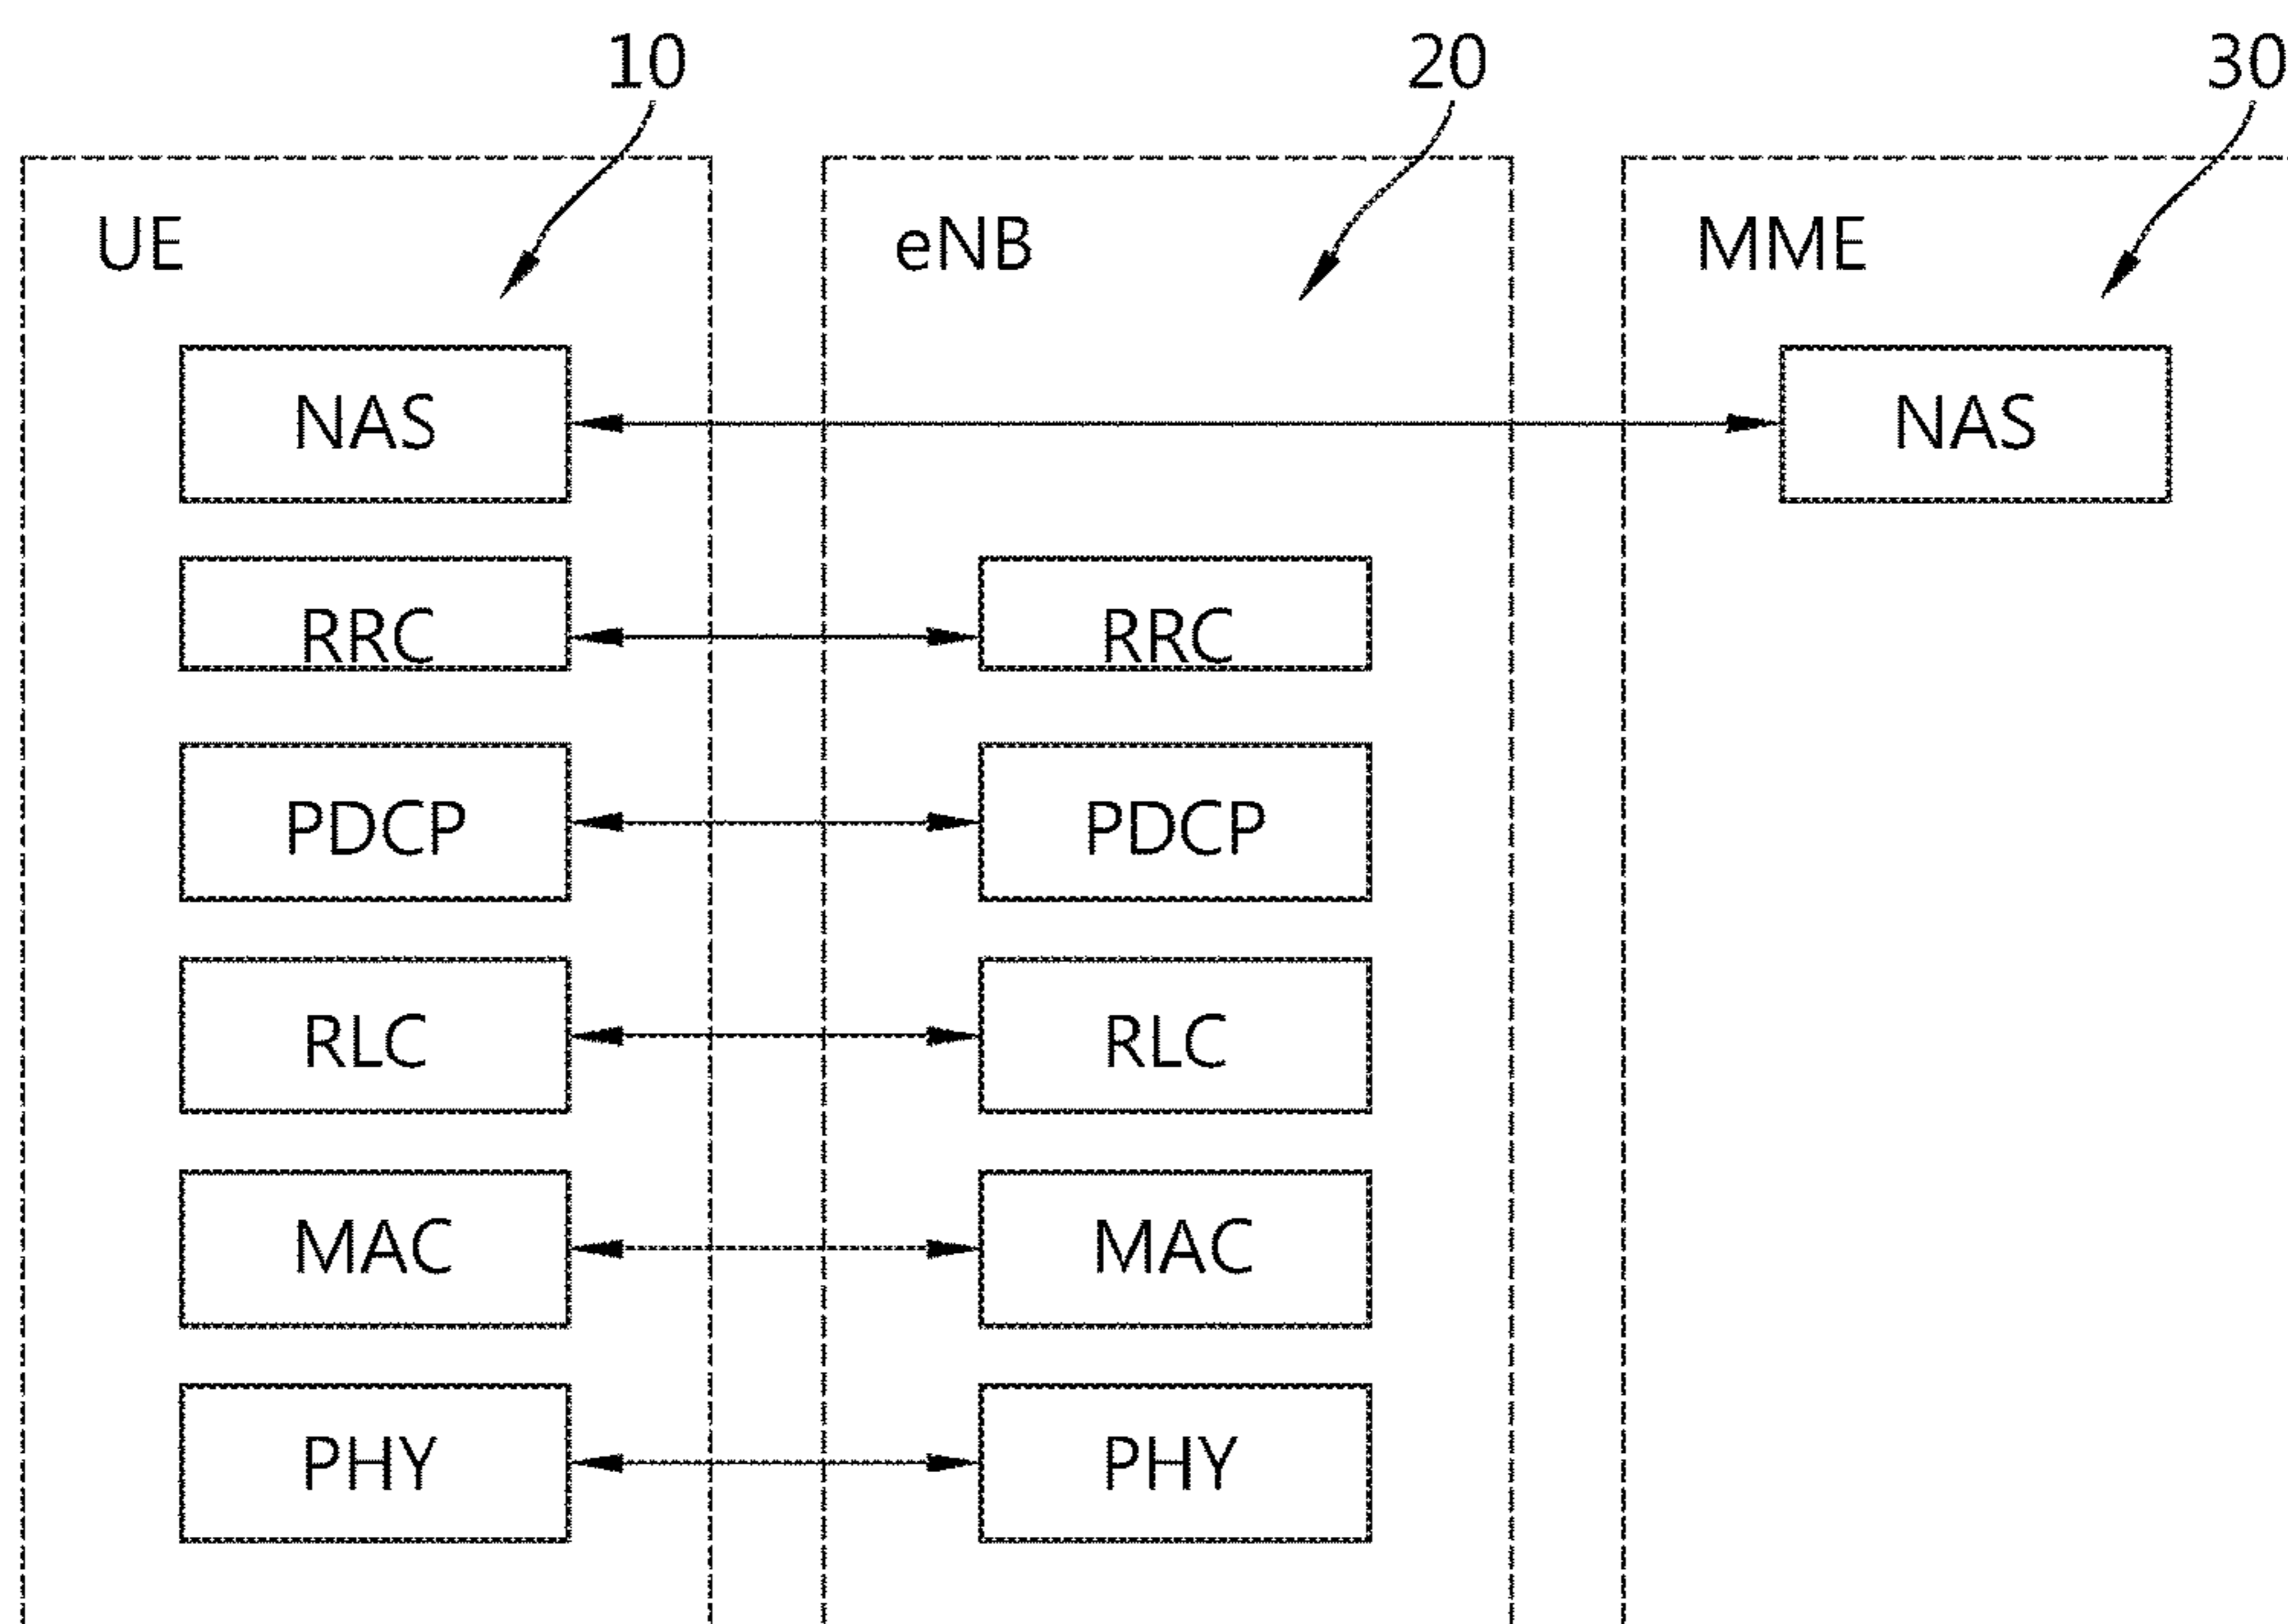 10 20 30
UE eNB MME
NAS NAS
RRC RRC
PDCP PDCP
RLC RLC
MAC MAC
PHY PHY